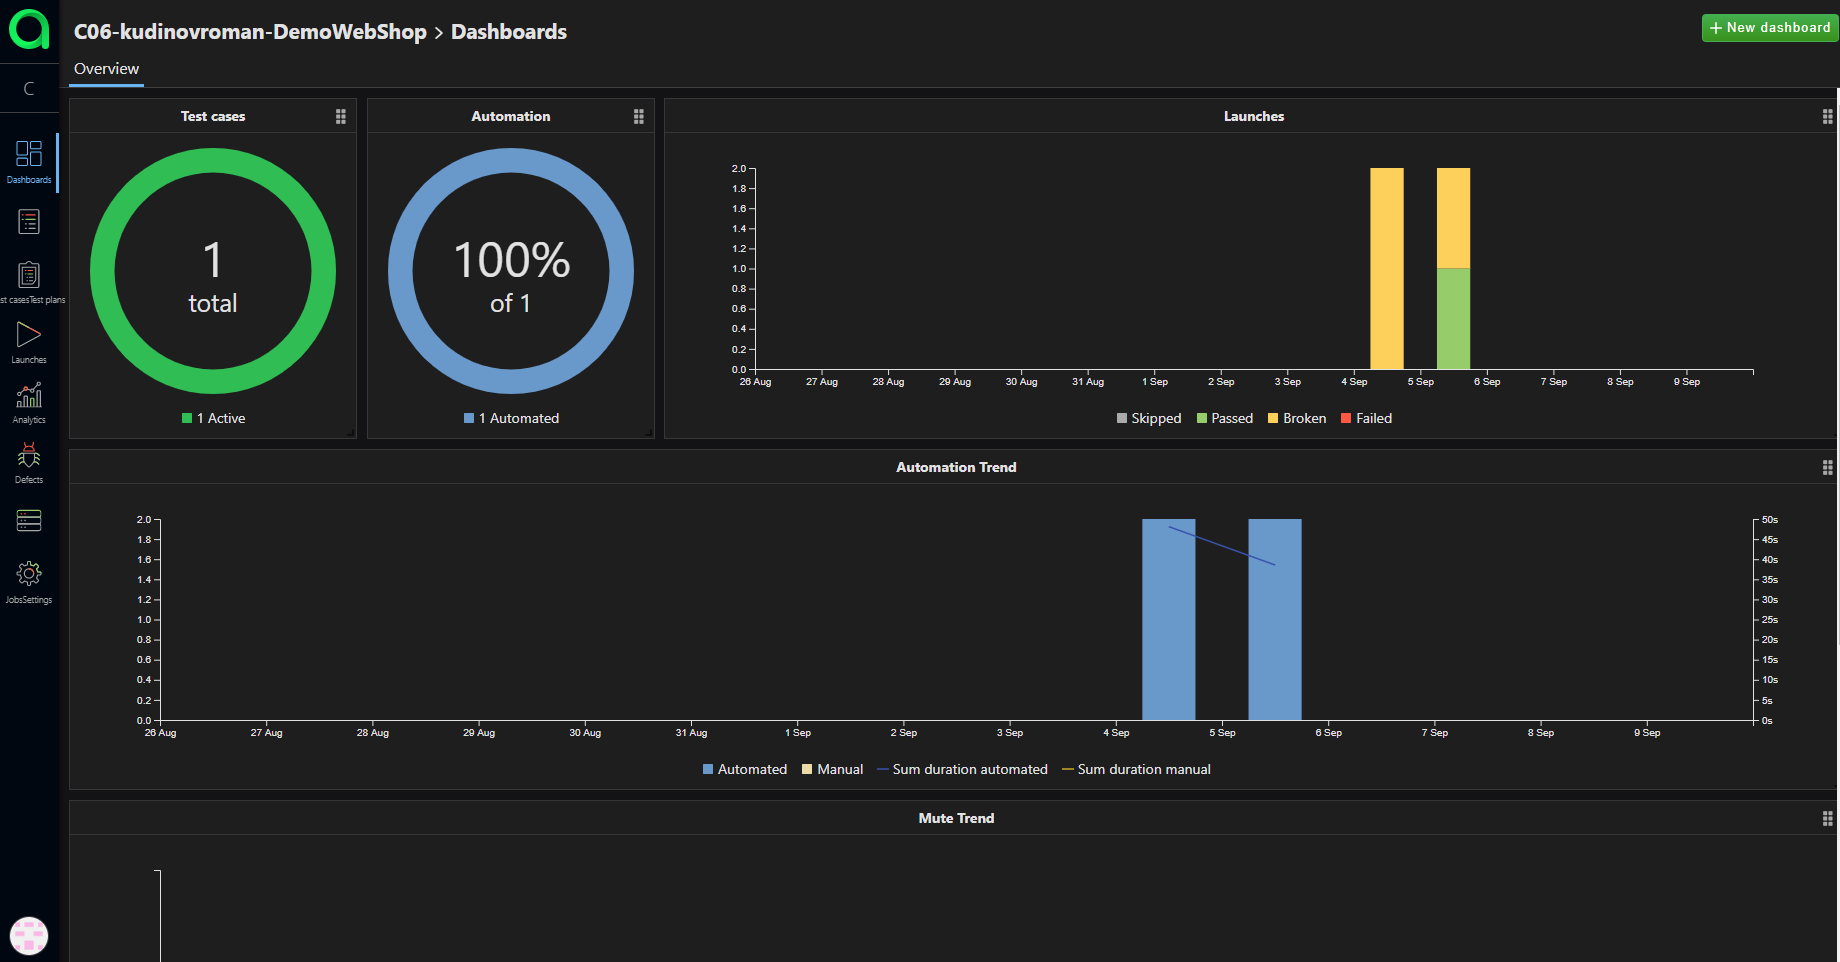 C06-kudinovroman-DemoWebShop > Dashboards
+ New dashboard
Overview
C
Dashboards
st casesTest plans
Launches
Analytics
Defects
JobsSettings
Test cases
1
total
1 Active
Automation
100%
of 1
1 Automated
Launches
2.0
1.8
1.6
1.4
1.2
1.0
0.8
0.6
0.4
0.2
0.0
26 Aug 27 Aug 28 Aug 29 Aug 30 Aug 31 Aug 1 Sep 2 Sep 3 Sep 4 Sep 5 Sep 6 Sep 7 Sep 8 Sep 9 Sep
Skipped Passed Broken Failed
Automation Trend
2.0 50s
1.8 45s
1.6 40s
1.4 35s
1.2 30s
1.0 25s
0.8 20s
0.6 15s
0.4 10s
0.2 5s
0.0 0s
26 Aug 27 Aug 28 Aug 29 Aug 30 Aug 31 Aug 1 Sep 2 Sep 3 Sep 4 Sep 5 Sep 6 Sep 7 Sep 8 Sep 9 Sep
Automated Manual Sum duration automated Sum duration manual
Mute Trend